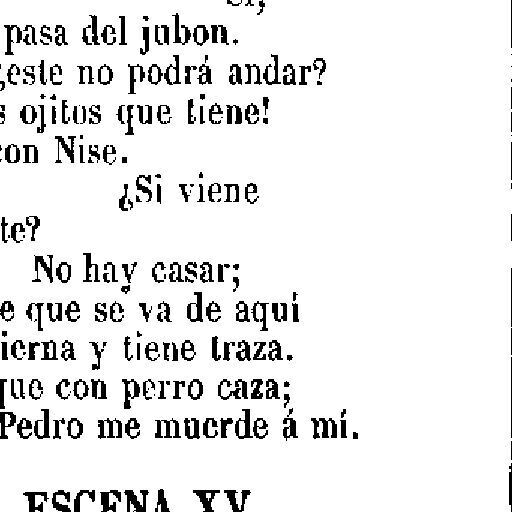 Sí,
pasa del jubon.
¿este no podrá andar?
ojitos que tiene!
con Nise.
¿Si viene
te?
No hay casar;
que se va de aquí
ierna y tiene traza.
que con perro caza;
Pedro me muerde á mí.
ESCENA XV